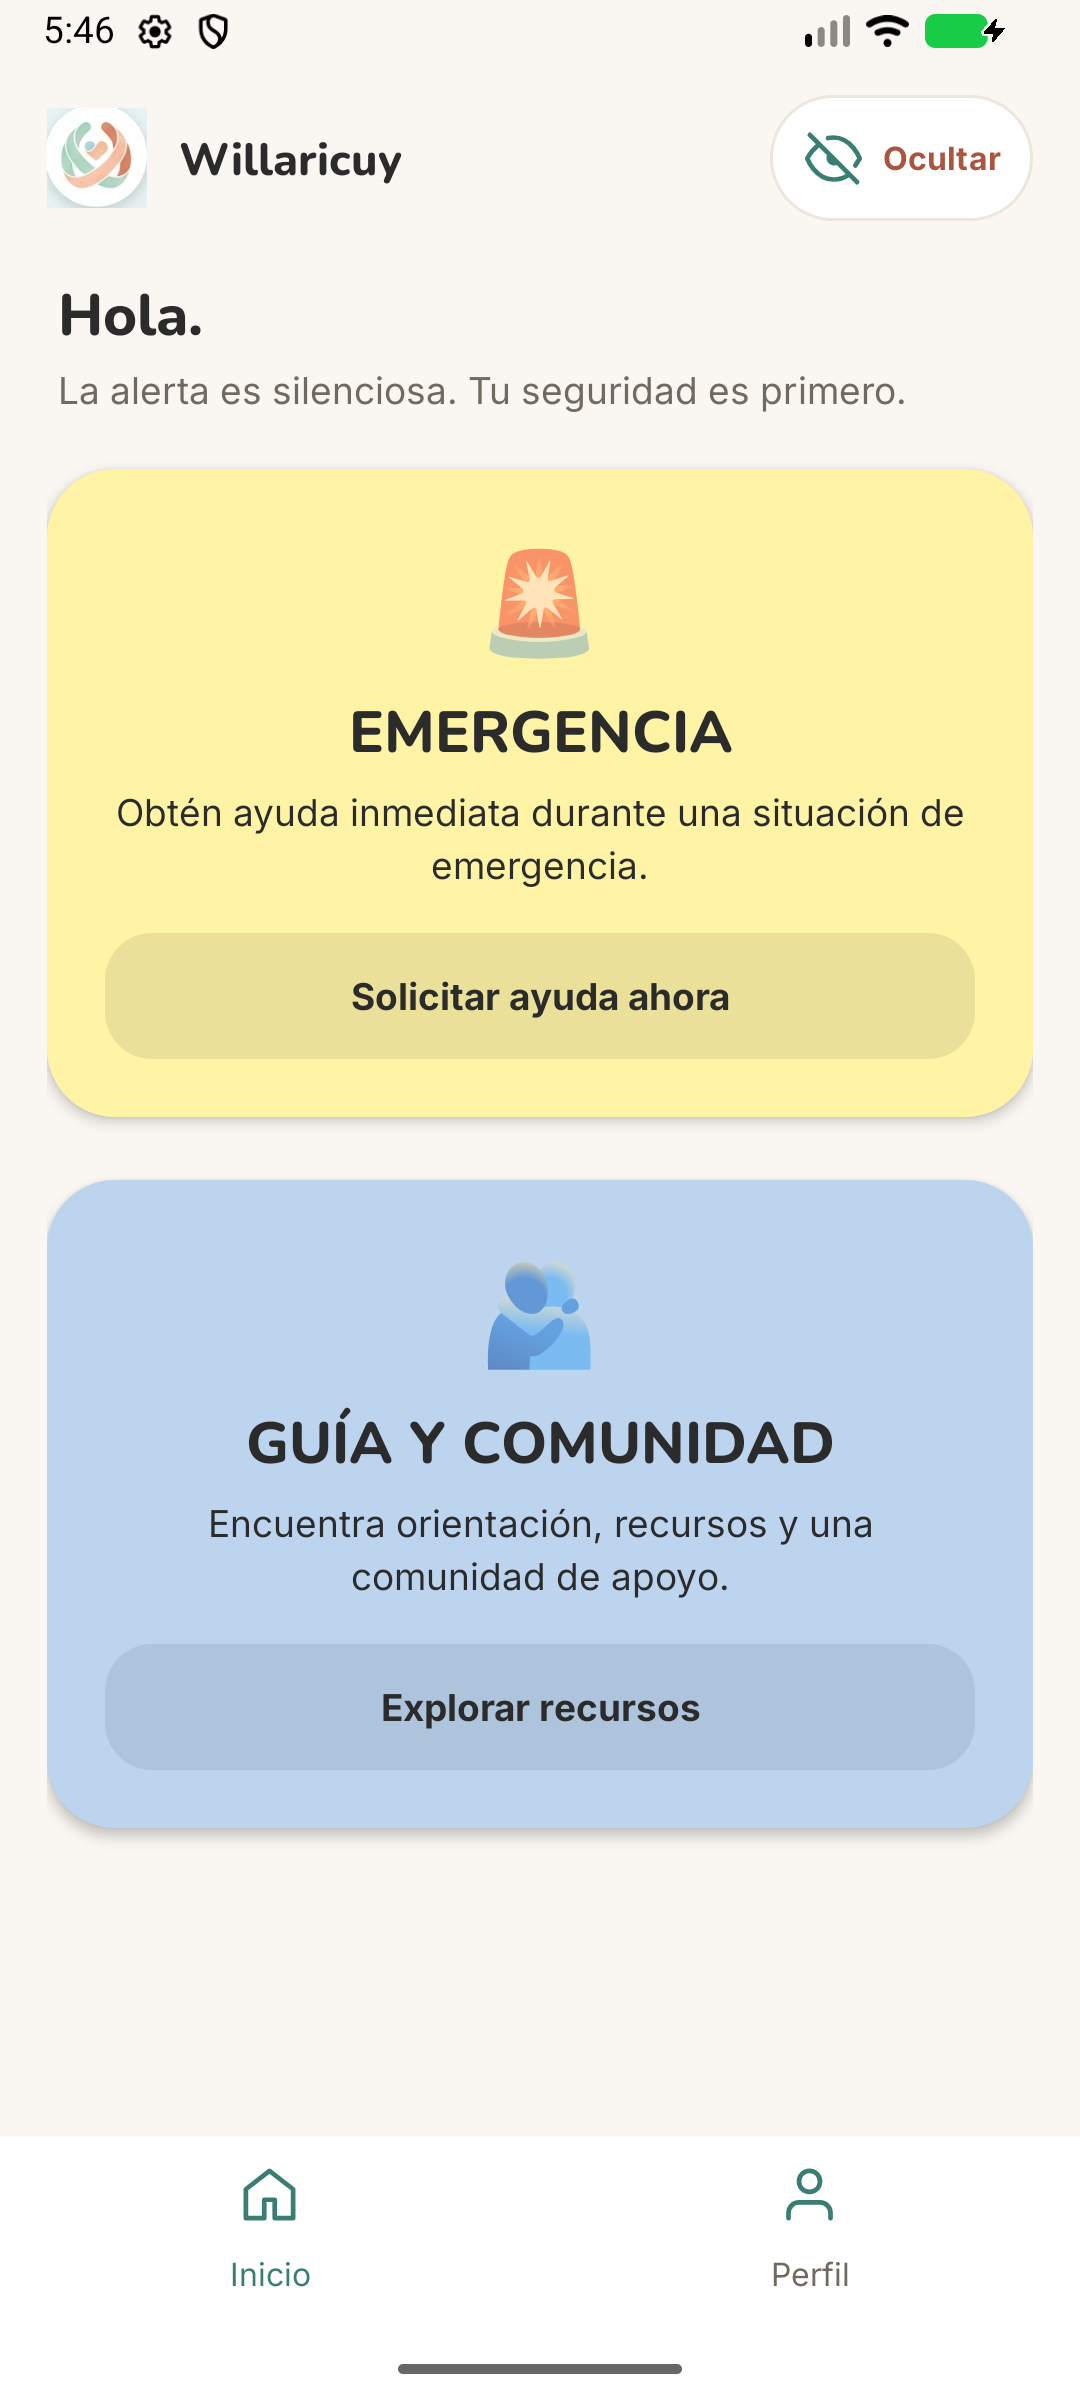 5:46
Willaricuy
Ocultar
Hola.
La alerta es silenciosa. Tu seguridad es primero.
EMERGENCIA
Obtén ayuda inmediata durante una situación de
emergencia.
Solicitar ayuda ahora
GUÍA Y COMUNIDAD
Encuentra orientación, recursos y una
comunidad de apoyo.
Explorar recursos
Inicio
Perfil